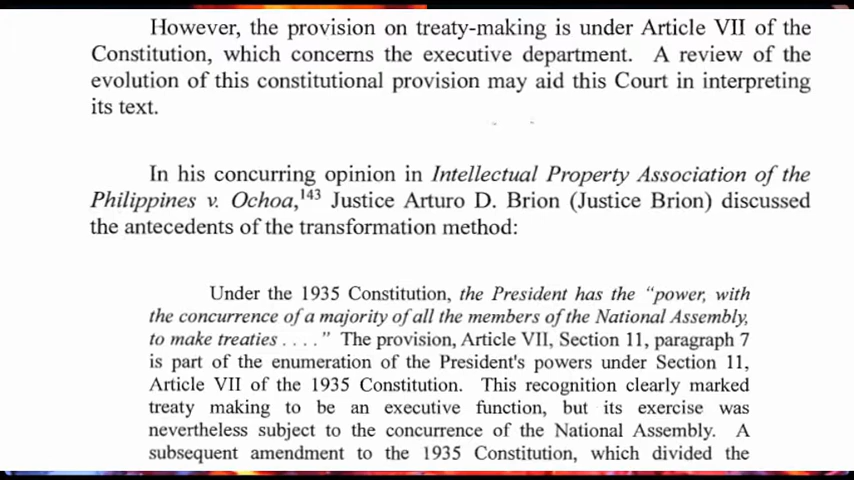 However, the provision on treaty-making is under Article VII of the
Constitution, which concerns the executive department. A review of the
evolution of this constitutional provision may aid this Court in interpreting
its text.
In his concurring opinion in Intellectual Property Association of the
Philippines v. Ochoa,143 Justice Arturo D. Brion (Justice Brion) discussed
the antecedents of the transformation method:
Under the 1935 Constitution, the President has the “power, with
the concurrence of a majority of all the members of the National Assembly,
to make treaties . . . .” The provision, Article VII, Section 11, paragraph 7
is part of the enumeration of the President's powers under Section 11,
Article VII of the 1935 Constitution. This recognition clearly marked
treaty making to be an executive function, but its exercise was
nevertheless subject to the concurrence of the National Assembly. A
subsequent amendment to the 1935 Constitution, which divided the